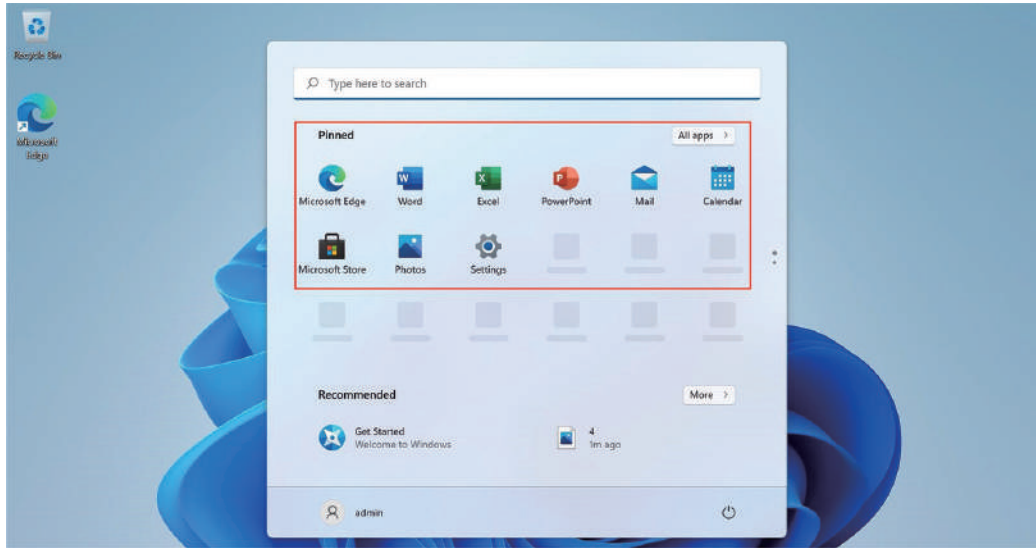 Recycle Bin
Microsoft
Edge
Type here to search
Pinned
All apps >
Microsoft Edge
Word
Excel
PowerPoint
Mail
Calendar
Microsoft Store
Photos
Settings
Recommended
More >
Get Started
Welcome to Windows
4
1m ago
admin